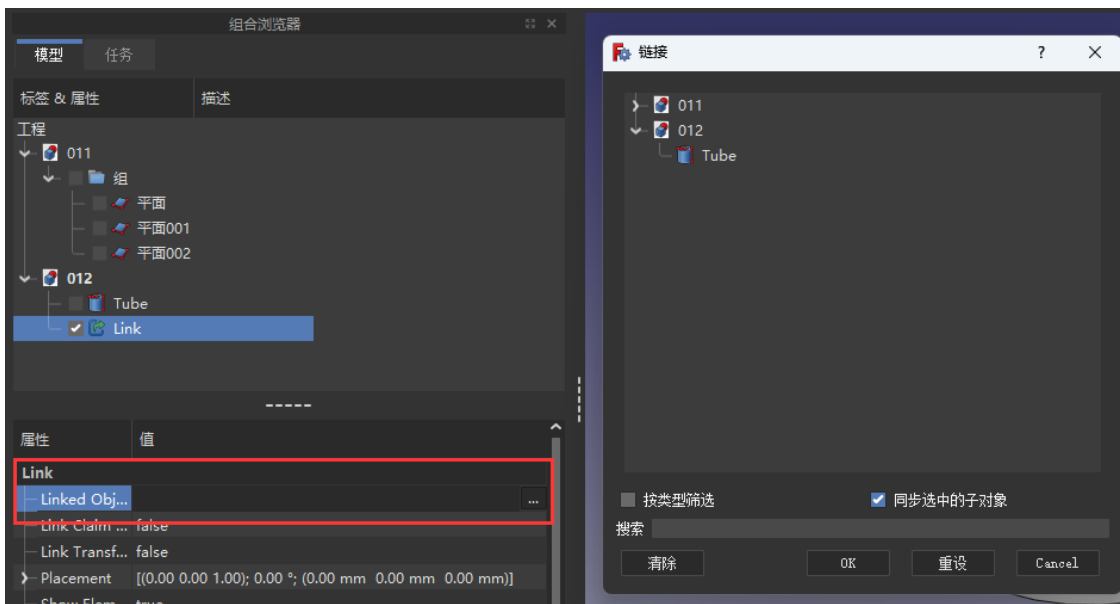 组合浏览器
模型 任务
标签 & 属性 描述
工程
011
组
平面
平面001
平面002
012
Tube
Link
属性 值
Link
Linked Obj... ...
Link Claim ... false
Link Transf... false
Placement [(0.00 0.00 1.00); 0.00 °; (0.00 mm 0.00 mm 0.00 mm)]
Show Elem... true
链接 ?
011
012
Tube
按类型筛选 同步选中的子对象
搜索
清除 OK 重设 Cancel